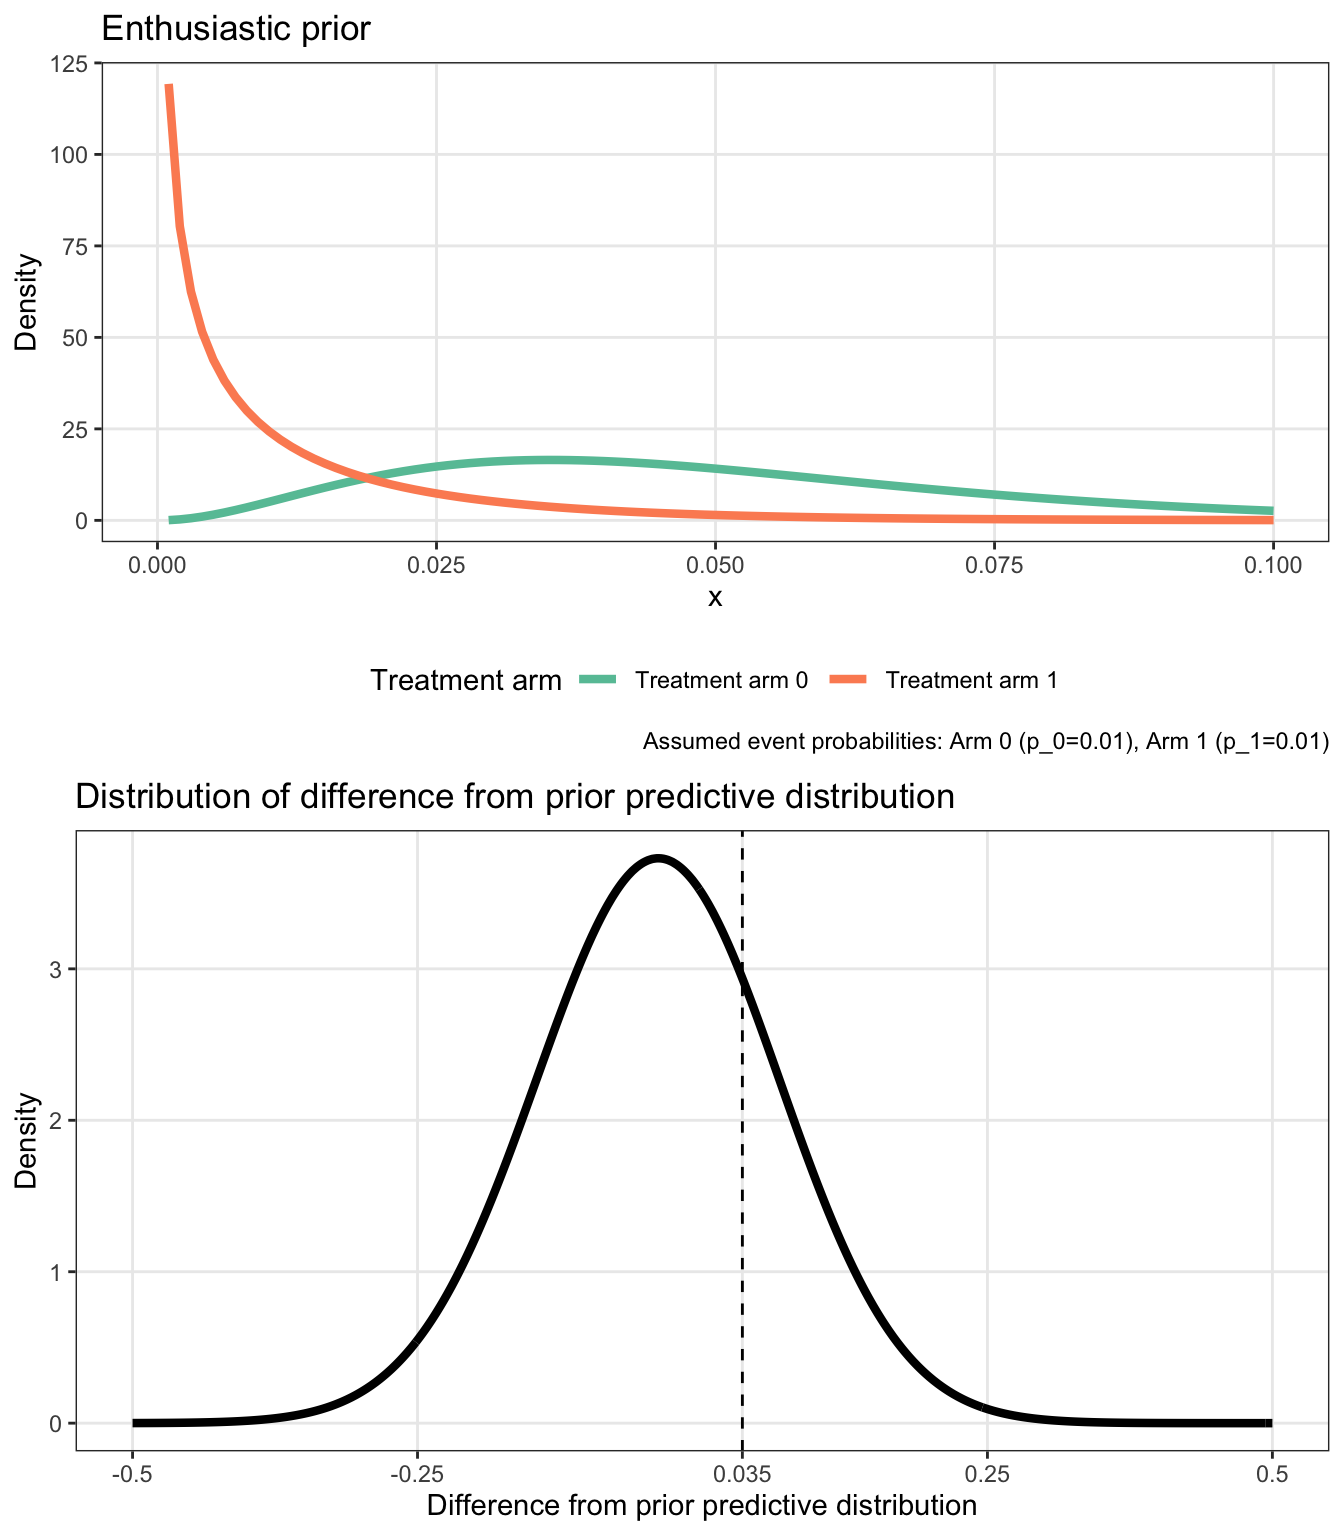 Enthusiastic prior
125
100
75
50
25
0
Density
0.000 0.025 0.050 0.075 0.100
x
Treatment arm Treatment arm 0 Treatment arm 1
Assumed event probabilities: Arm 0 (p_0=0.01), Arm 1 (p_1=0.01)
Distribution of difference from prior predictive distribution
3
2
1
0
Density
-0.5 -0.25 0.035 0.25 0.5
Difference from prior predictive distribution